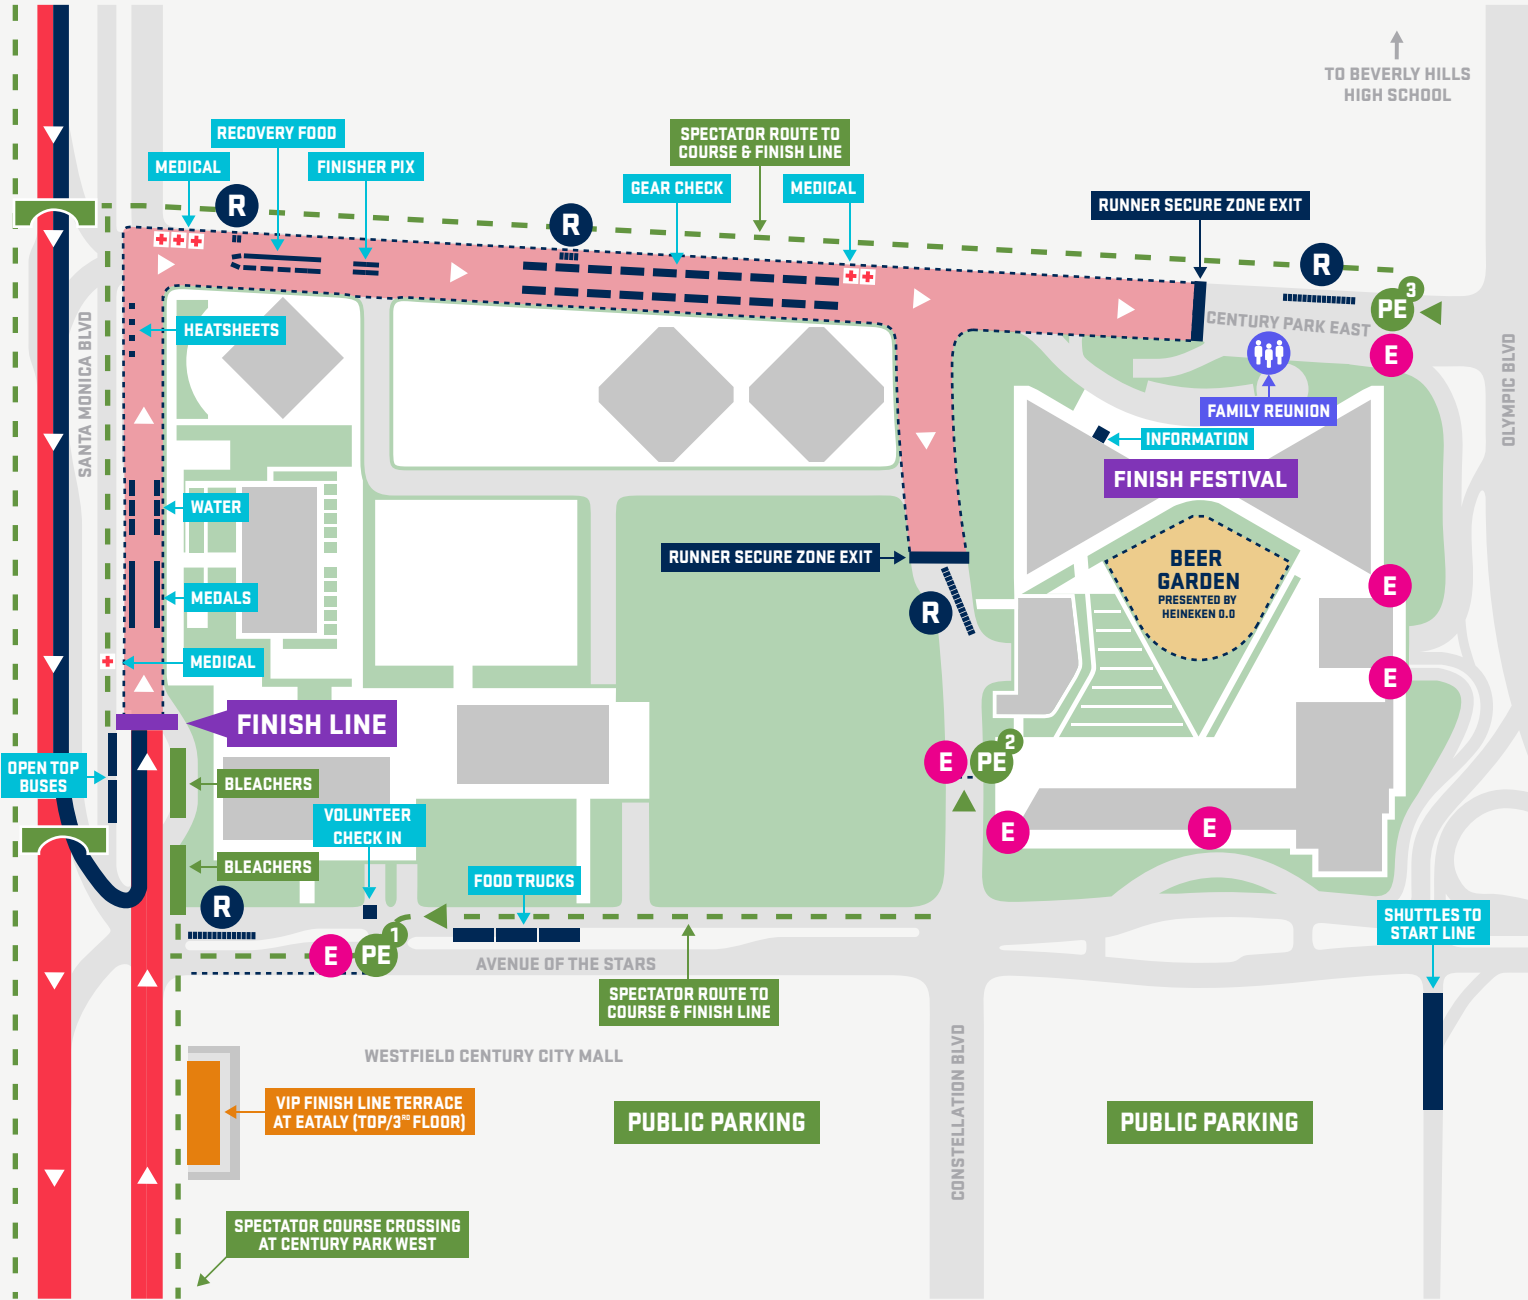 TO BEVERLY HILLS
HIGH SCHOOL
RECOVERY FOOD
MEDICAL
FINISHER PIX
SPECTATOR ROUTE TO
COURSE & FINISH LINE
GEAR CHECK
MEDICAL
RUNNER SECURE ZONE EXIT
R
R
R
PE
3
CENTURY PARK EAST
E
HEATSHEETS
SANTA MONICA BLVD
OLYMPIC BLVD
FAMILY REUNION
INFORMATION
FINISH FESTIVAL
WATER
RUNNER SECURE ZONE EXIT
BEER
GARDEN
PRESENTED BY
HEINEKEN 0.0
MEDALS
R
E
MEDICAL
E
FINISH LINE
OPEN TOP
BUSES
BLEACHERS
E
PE
2
VOLUNTEER
CHECK IN
E
E
BLEACHERS
FOOD TRUCKS
R
SHUTTLES TO
START LINE
E
PE
1
AVENUE OF THE STARS
SPECTATOR ROUTE TO
COURSE & FINISH LINE
WESTFIELD CENTURY CITY MALL
CONSTELLATION BLVD
VIP FINISH LINE TERRACE
AT EATALY (TOP/3RD FLOOR)
PUBLIC PARKING
PUBLIC PARKING
SPECTATOR COURSE CROSSING
AT CENTURY PARK WEST